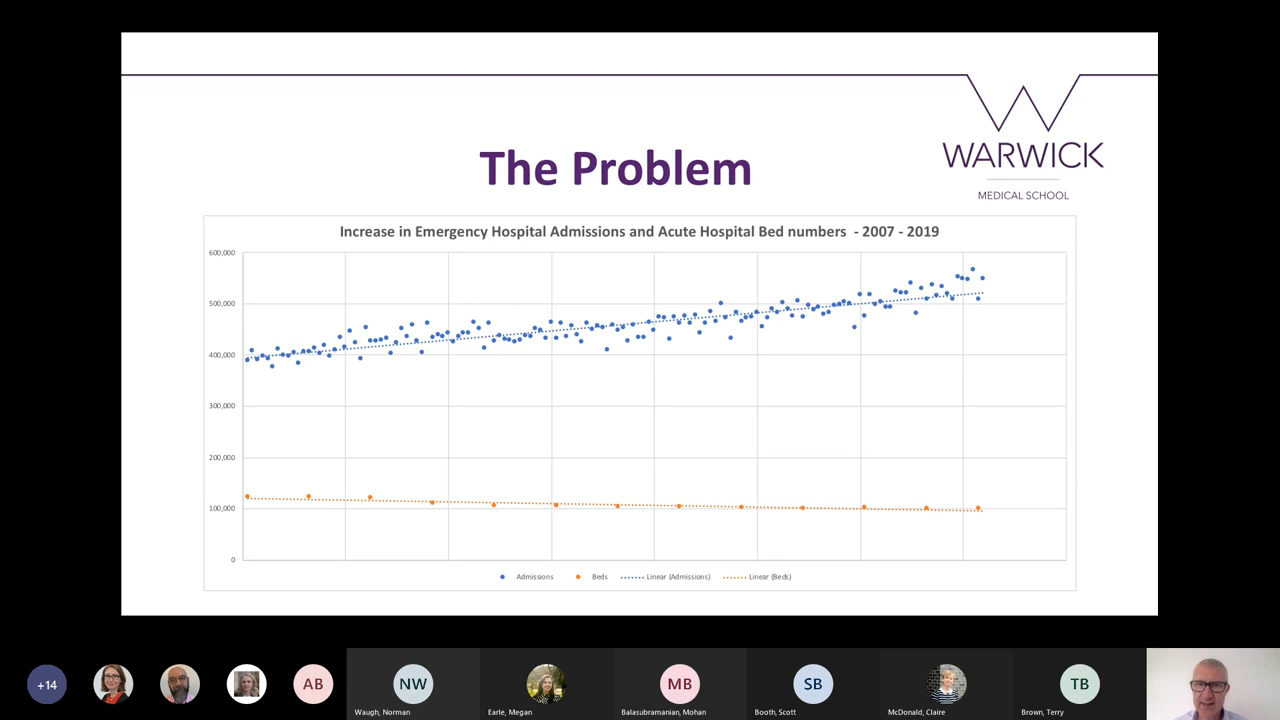 WARWICK
MEDICAL SCHOOL
The Problem
Increase in Emergency Hospital Admissions and Acute Hospital Bed numbers - 2007 - 2019
600,000
500,000
400,000
300,000
200,000
100,000
0
Admissions Beds Linear (Admissions) Linear (Beds)
+14 AB NW MB SB TB
Waugh, Norman Earle, Megan Balasubramanian, Mohan Booth, Scott McDonald, Claire Brown, Terry